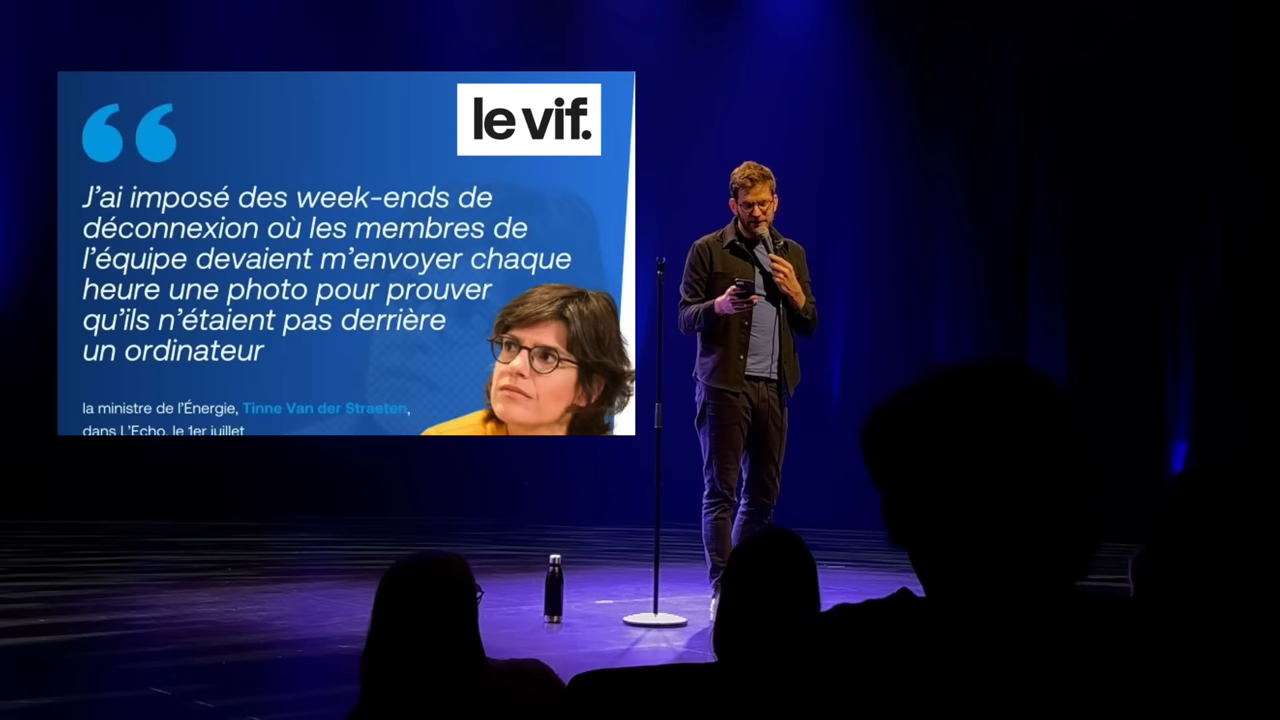 le vif.
J'ai imposé des week-ends de
déconnexion où les membres de
l'équipe devaient m'envoyer chaque
heure une photo pour prouver
qu'ils n'étaient pas derrière
un ordinateur
la ministre de l'Énergie, Tinne Van der Straeten,
dans L'Echo, le 1er juillet